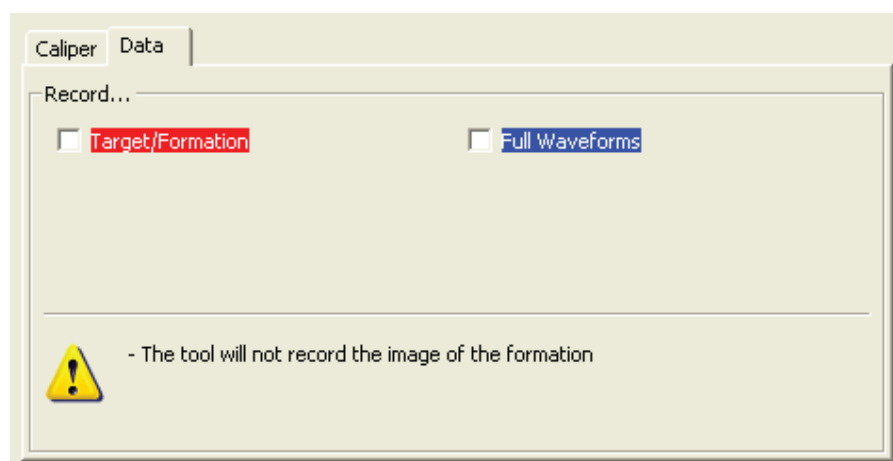 Caliper Data
Record...
Target/Formation Full Waveforms
- The tool will not record the image of the formation